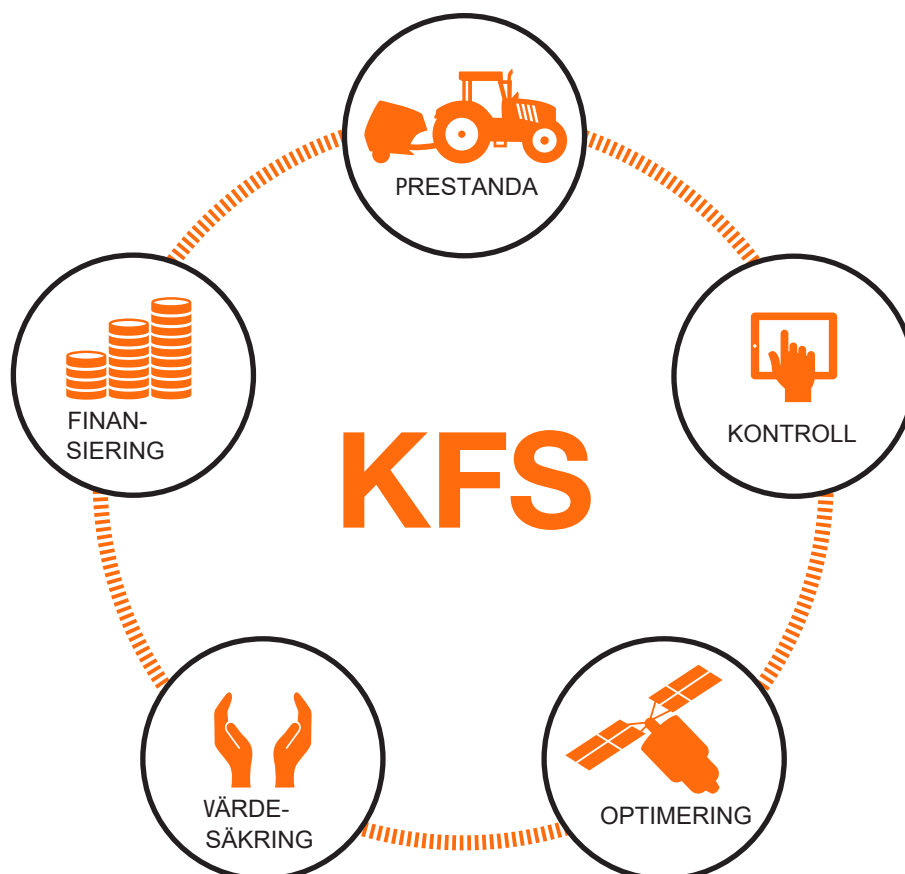 PRESTANDA
FINAN-
SIERING
KONTROLL
KFS
VÄRDE-
SÄKRING
OPTIMERING